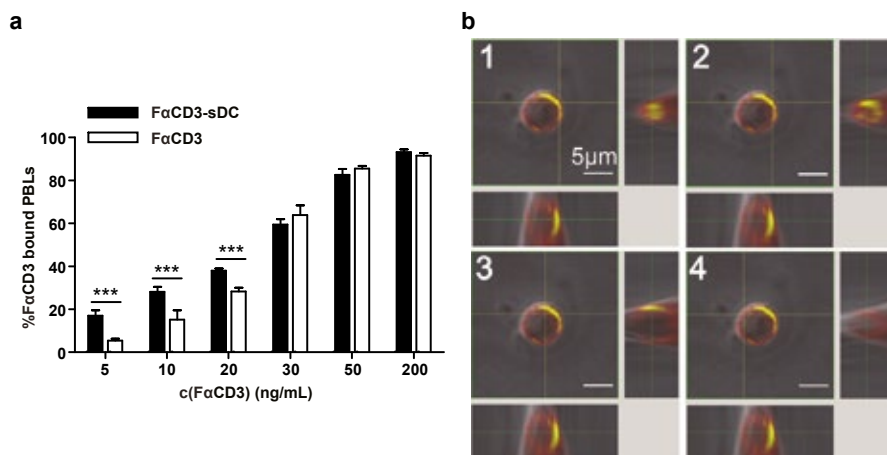 a
FαCD3-sDC
FαCD3
%FαCD3 bound PBLs
100
80
60
40
20
0
***
***
***
5 10 20 30 50 200
c(FαCD3) (ng/mL)
b
1
5μm
2
3
4